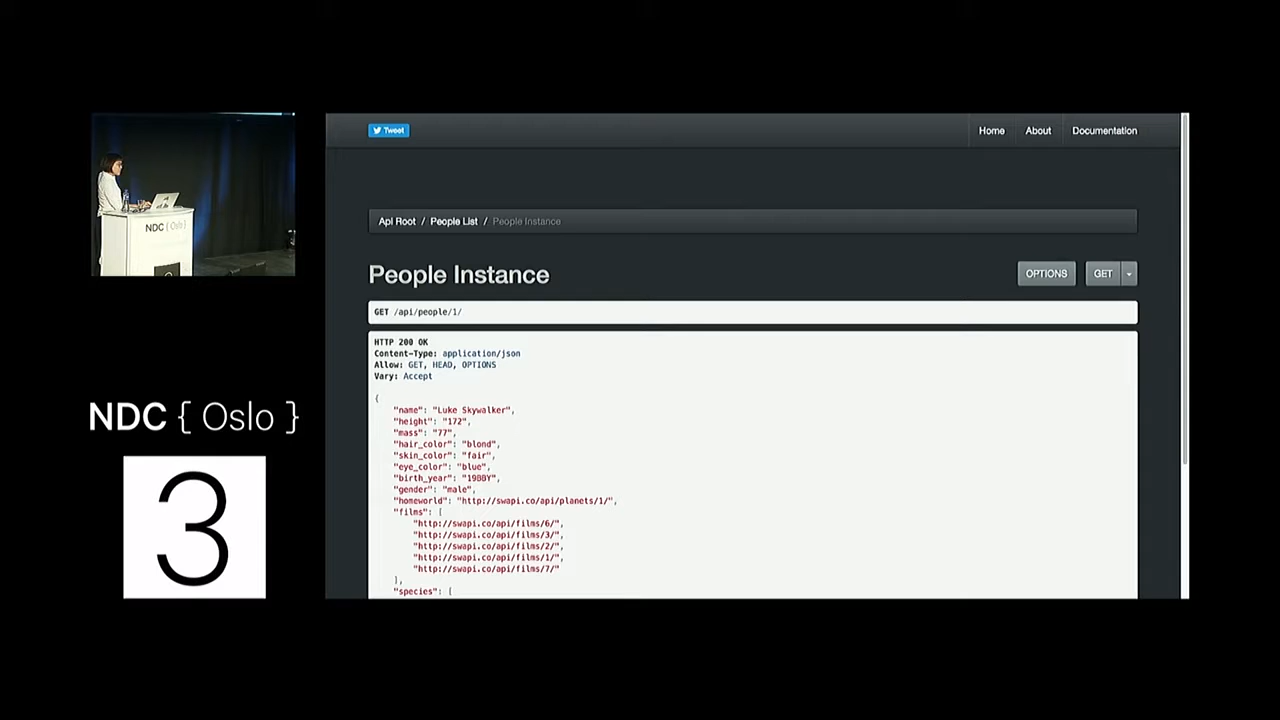 Tweet
Home
About
Documentation
Api Root / People List / People Instance
People Instance
OPTIONS
GET
GET /api/people/1/
HTTP 200 OK
Content-Type: application/json
Allow: GET, HEAD, OPTIONS
Vary: Accept
{
"name": "Luke Skywalker",
"height": "172",
"mass": "77",
"hair_color": "blond",
"skin_color": "fair",
"eye_color": "blue",
"birth_year": "19BBY",
"gender": "male",
"homeworld": "http://swapi.co/api/planets/1/",
"films": [
"http://swapi.co/api/films/6/",
"http://swapi.co/api/films/3/",
"http://swapi.co/api/films/2/",
"http://swapi.co/api/films/1/",
"http://swapi.co/api/films/7/"
],
"species": [
NDC { Oslo }
NDC { Oslo }
3